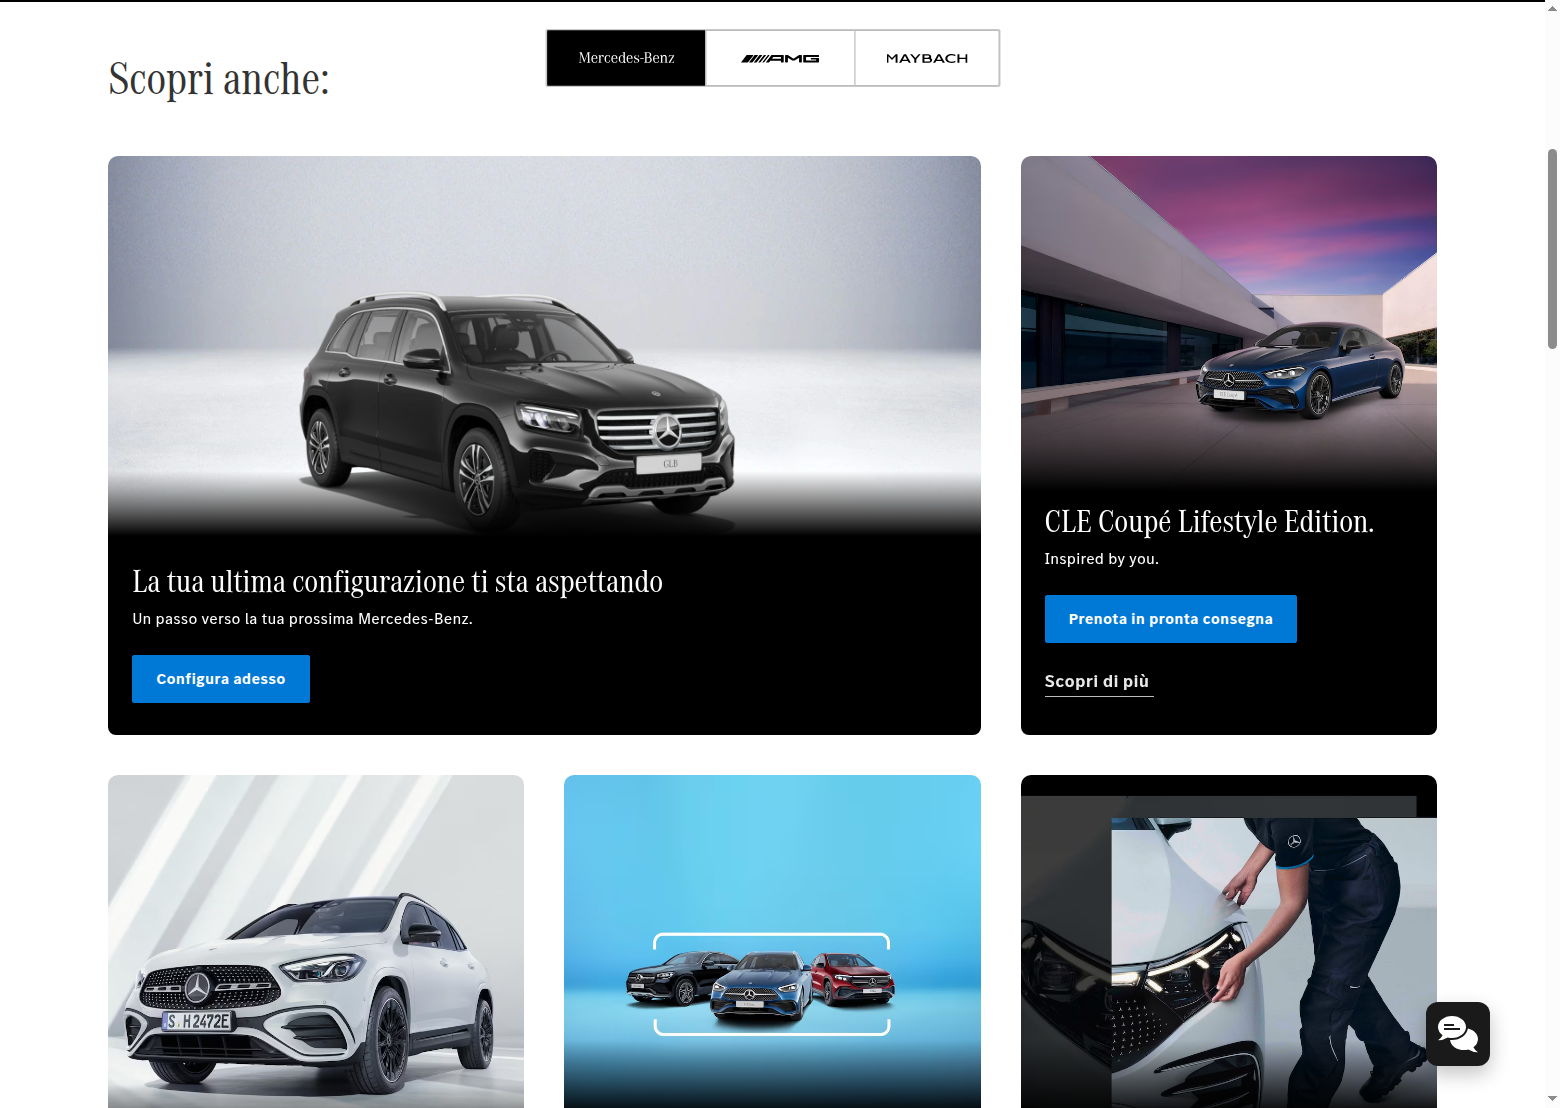 Scopri anche:
Mercedes-Benz
AMG
MAYBACH
GLB
La tua ultima configurazione ti sta aspettando
Un passo verso la tua prossima Mercedes-Benz.
Configura adesso
CLE Coupé Lifestyle Edition.
Inspired by you.
Prenota in pronta consegna
Scopri di più
S H 2472E